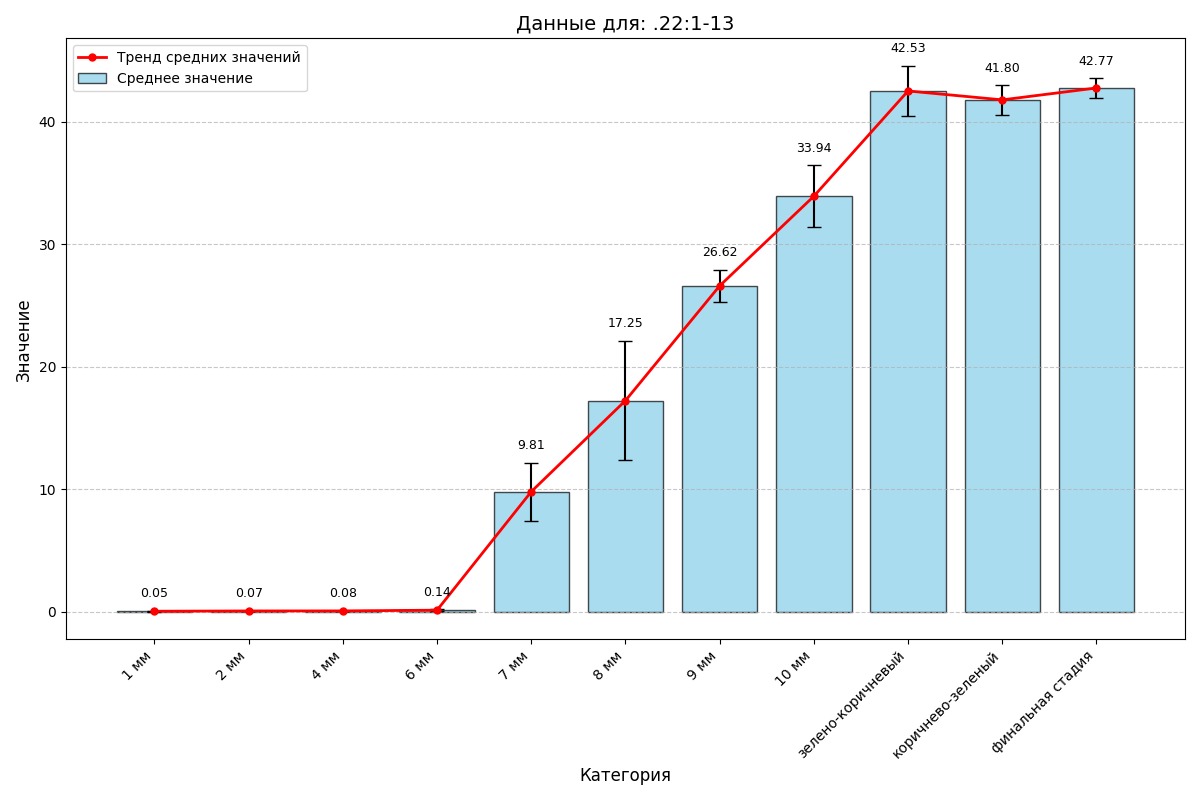 Данные для: .22:1-13
Тренд средних значений
Среднее значение
Значение
40
30
20
10
0
0.05
0.07
0.08
0.14
9.81
17.25
26.62
33.94
42.53
41.80
42.77
1 мм
2 мм
4 мм
6 мм
7 мм
8 мм
9 мм
10 мм
зелено-коричневый
коричнево-зеленый
финальная стадия
Категория